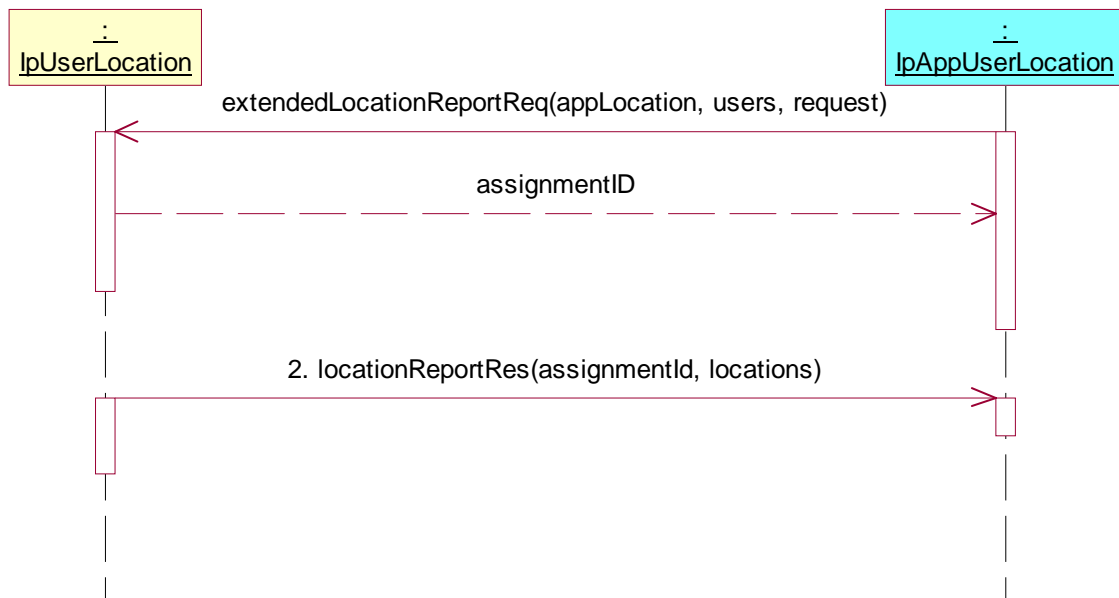 :
IpUserLocation
:
IpAppUserLocation
extendedLocationReportReq(appLocation, users, request)
assignmentID
2. locationReportRes(assignmentId, locations)